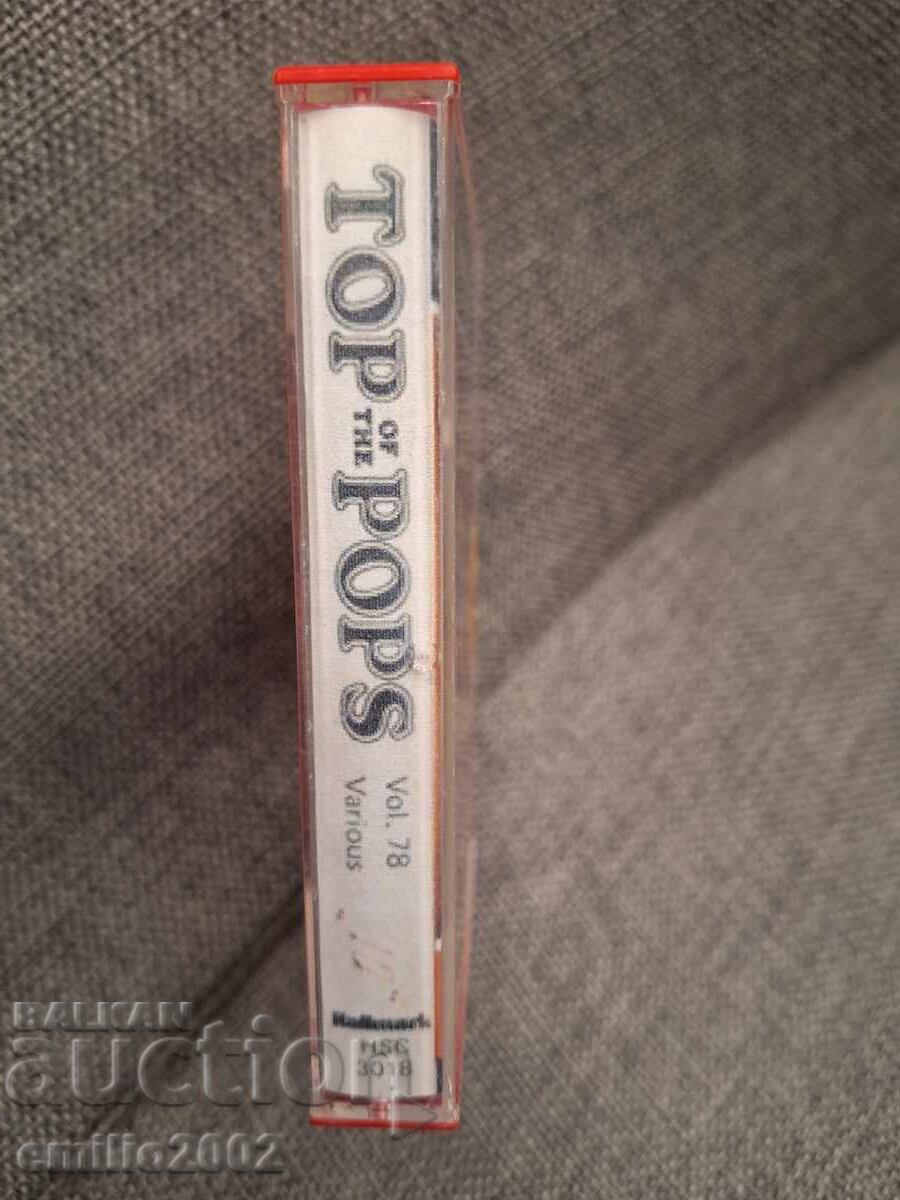 TOP OF THE POPS
Vol. 78
Various
Hallmark
HSC
3018
BALKAN
auction
emilio2002